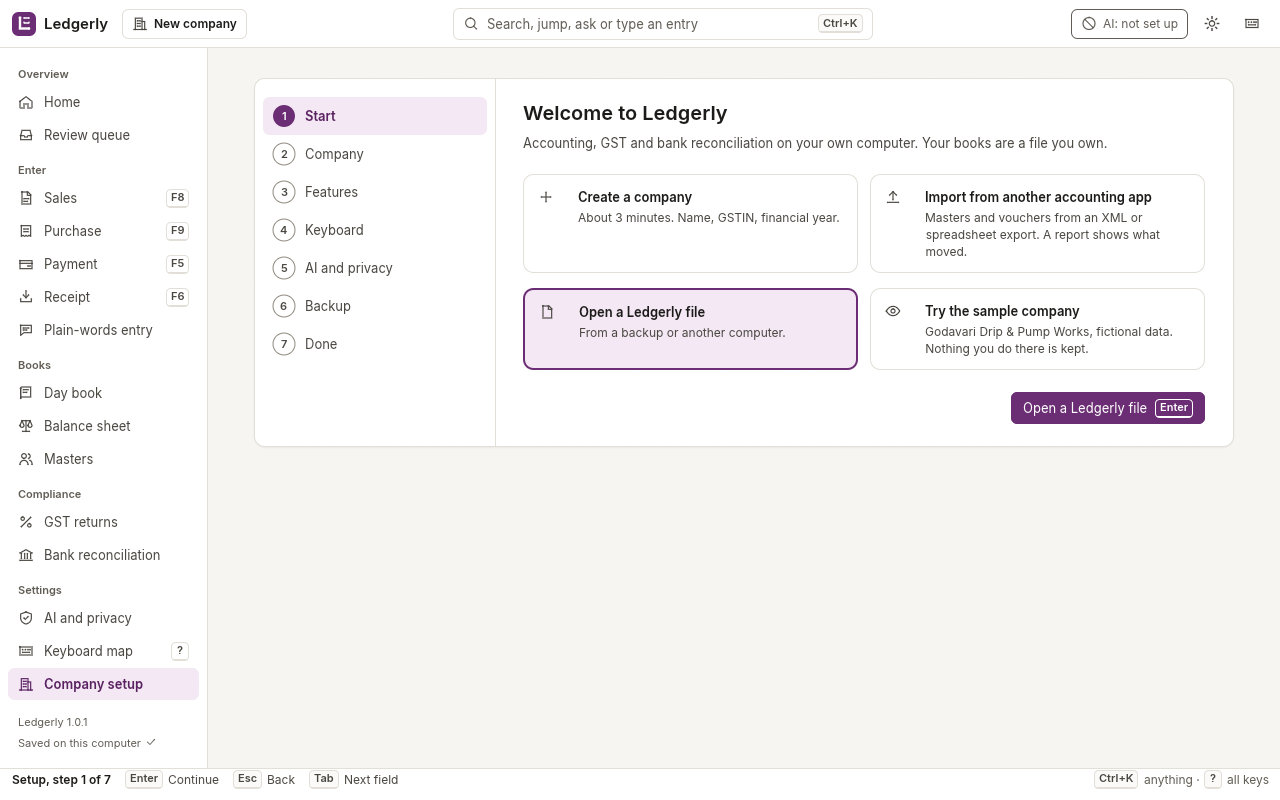 Ledgerly
New company
Search, jump, ask or type an entry
Ctrl+K
AI: not set up
Overview
Home
Review queue
Enter
Sales F8
Purchase F9
Payment F5
Receipt F6
Plain-words entry
Books
Day book
Balance sheet
Masters
Compliance
GST returns
Bank reconciliation
Settings
AI and privacy
Keyboard map ?
Company setup
Ledgerly 1.0.1
Saved on this computer
1 Start
2 Company
3 Features
4 Keyboard
5 AI and privacy
6 Backup
7 Done
Welcome to Ledgerly
Accounting, GST and bank reconciliation on your own computer. Your books are a file you own.
Create a company
About 3 minutes. Name, GSTIN, financial year.
Import from another accounting app
Masters and vouchers from an XML or
spreadsheet export. A report shows what
moved.
Open a Ledgerly file
From a backup or another computer.
Try the sample company
Godavari Drip & Pump Works, fictional data.
Nothing you do there is kept.
Open a Ledgerly file Enter
Setup, step 1 of 7 Enter Continue Esc Back Tab Next field
Ctrl+K anything · ? all keys